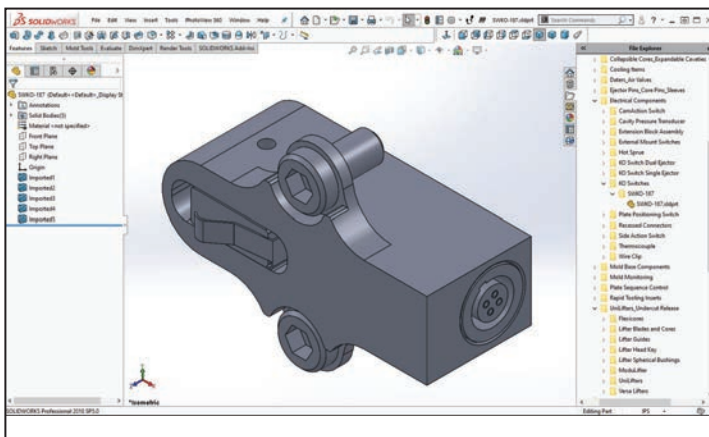 SOLIDWORKS
File Edit View Insert Tools PhotoView 360 Window Help
SWKO-187.sldprt
Search Commands
Features Sketch Mold Tools Evaluate DimXpert Render Tools SOLIDWORKS Add-Ins
SWKO-187 (Default<<Default>_Display St
Annotations
Solid Bodies(5)
Material <not specified>
Front Plane
Top Plane
Right Plane
Origin
Imported1
Imported2
Imported3
Imported4
Imported5
*Isometric
File Explorer
Collapsible Cores_Expandable Cavities
Cooling Items
Daters_Air Valves
Ejector Pins_Core Pins_Sleeves
Electrical Components
CamAction Switch
Cavity Pressure Transducer
Extension Block Assembly
External Mount Switches
Hot Sprue
KO Switch Dual Ejector
KO Switch Single Ejector
KO Switches
SWKO-187
SWKO-187.sldprt
Plate Positioning Switch
Recessed Connectors
Side Action Switch
Thermocouple
Wire Clip
Mold Base Components
Mold Monitoring
Plate Sequence Control
Rapid Tooling Inserts
UniLifters_Undercut Release
Flexicores
Lifter Blades and Cores
Lifter Guides
Lifter Head Key
Lifter Spherical Bushings
ModuLifter
UniLifters
Versa Lifters
SOLIDWORKS Professional 2018 SP5.0
Editing Part
IPS